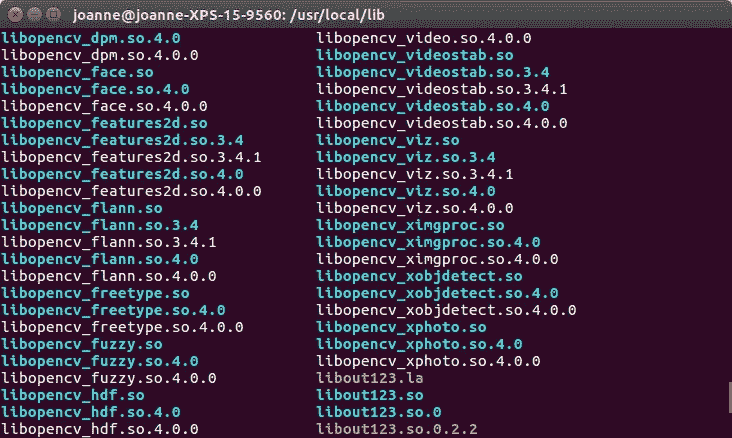 joanne@joanne-XPS-15-9560: /usr/local/lib
libopencv_dpm.so.4.0 libopencv_video.so.4.0.0
libopencv_dpm.so.4.0.0 libopencv_videostab.so
libopencv_face.so libopencv_videostab.so.3.4
libopencv_face.so.4.0 libopencv_videostab.so.3.4.1
libopencv_face.so.4.0.0 libopencv_videostab.so.4.0
libopencv_features2d.so libopencv_videostab.so.4.0.0
libopencv_features2d.so.3.4 libopencv_viz.so
libopencv_features2d.so.3.4.1 libopencv_viz.so.3.4
libopencv_features2d.so.4.0 libopencv_viz.so.3.4.1
libopencv_features2d.so.4.0.0 libopencv_viz.so.4.0
libopencv_flann.so libopencv_viz.so.4.0.0
libopencv_flann.so.3.4 libopencv_ximgproc.so
libopencv_flann.so.3.4.1 libopencv_ximgproc.so.4.0
libopencv_flann.so.4.0 libopencv_ximgproc.so.4.0.0
libopencv_flann.so.4.0.0 libopencv_xobjdetect.so
libopencv_freetype.so libopencv_xobjdetect.so.4.0
libopencv_freetype.so.4.0 libopencv_xobjdetect.so.4.0.0
libopencv_freetype.so.4.0.0 libopencv_xphoto.so
libopencv_fuzzy.so libopencv_xphoto.so.4.0
libopencv_fuzzy.so.4.0 libopencv_xphoto.so.4.0.0
libopencv_fuzzy.so.4.0.0 libout123.la
libopencv_hdf.so libout123.so
libopencv_hdf.so.4.0 libout123.so.0
libopencv_hdf.so.4.0.0 libout123.so.0.2.2